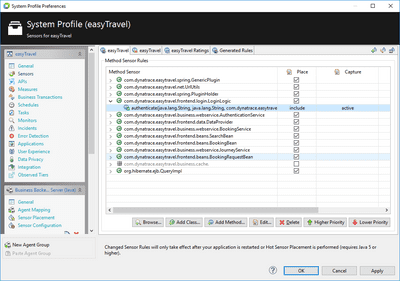 System Profile Preferences
System Profile (easyTravel)
Sensors for easyTravel
easyTravel
General
Sensors
APIs
Measures
Business Transactions
Schedules
Tasks
Monitors
Incidents
Error Detection
Applications
User Experience
Data Privacy
Integration
Observed Tiers
General
Agent Mapping
Sensor Placement
Sensor Configuration
New Agent Group
Paste Agent Group
easyTravel
easyTravel
easyTravel Ratings
Generated Rules
Method Sensor Rules
Method Sensor Place Capture
com.dynatrace.easytravel.spring.GenericPlugin
com.dynatrace.easytravel.net.UrlUtils
com.dynatrace.easytravel.spring.PluginHolder
com.dynatrace.easytravel.frontend.login.LoginLogic
authenticate(java.lang.String, java.lang.String, com.dynatrace.easytrave include active
com.dynatrace.easytravel.business.webservice.AuthenticationService
com.dynatrace.easytravel.frontend.data.DataProvider
com.dynatrace.easytravel.business.webservice.BookingService
com.dynatrace.easytravel.frontend.beans.SearchBean
com.dynatrace.easytravel.frontend.beans.BookingBean
com.dynatrace.easytravel.business.webservice.JourneyService
com.dynatrace.easytravel.frontend.beans.BookingRequestBean
com.dynatrace.easytravel.business.cache
org.hibernate.ejb.QueryImpl
Browse... Add Class... Add Method... Edit... Delete Higher Priority Lower Priority
Changed Sensor Rules will only take effect after your application is restarted or Hot Sensor Placement is performed (requires Java 5 or
higher).
OK Cancel Apply